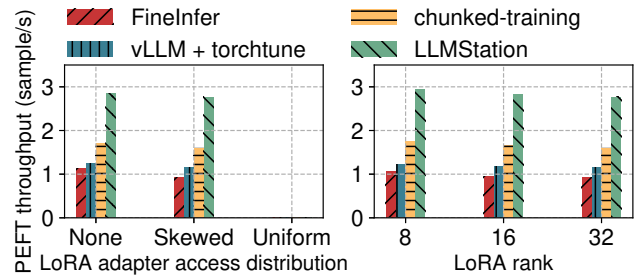 FineInfer
chunked-training
vLLM + torchtune
LLMStation
PEFT throughput (sample/s)
3
2
1
0
None Skewed Uniform
LoRA adapter access distribution
3
2
1
0
8 16 32
LoRA rank